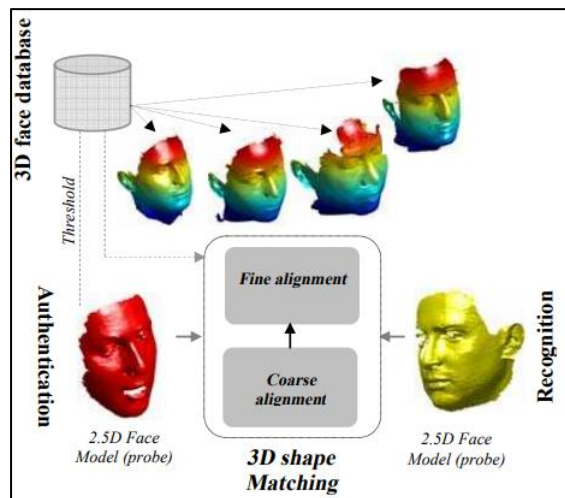 3D face database
Threshold
Authentication
Fine alignment
Coarse
alignment
Recognition
2.5D Face
Model (probe)
3D shape
Matching
2.5D Face
Model (probe)